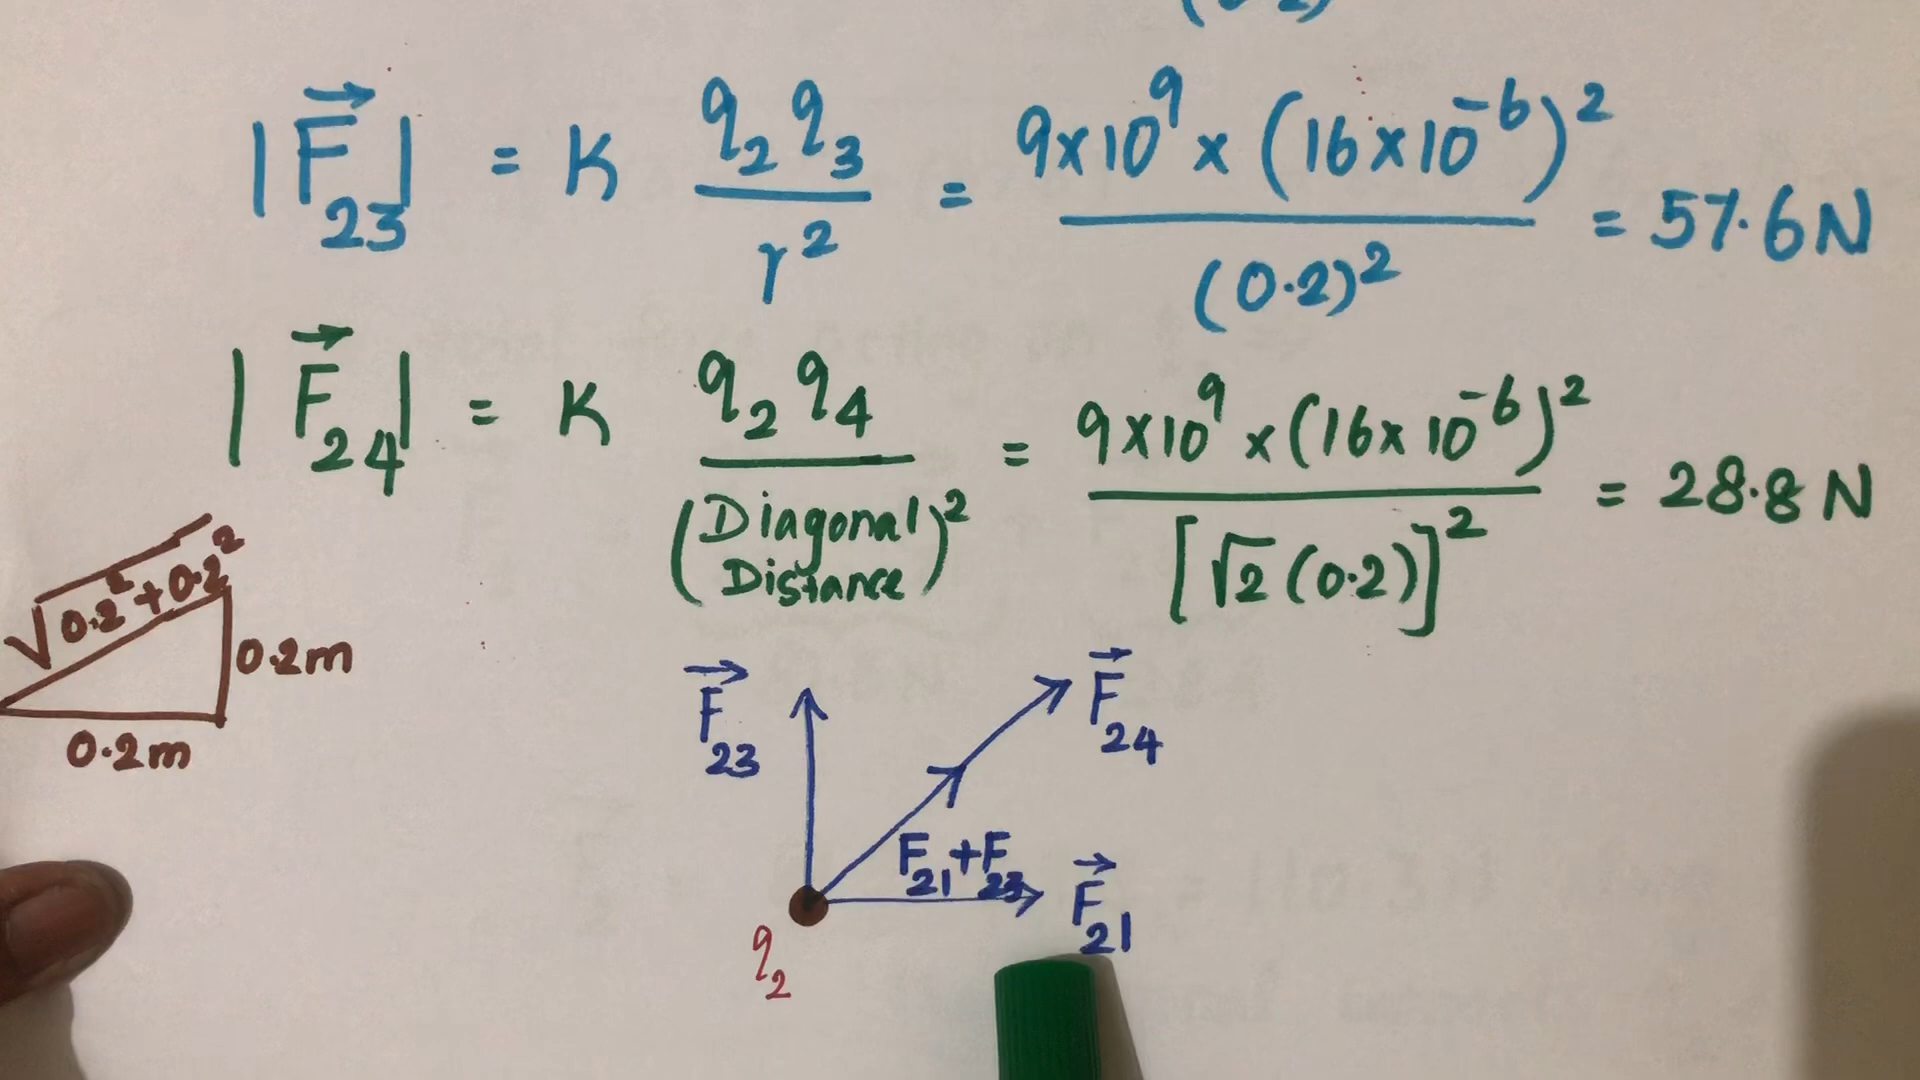 |F⃗₂₃| = K q₂q₃ / r² = 9×10⁹ × (16×10⁻⁶)² / (0.2)² = 57.6 N
|F⃗₂₄| = K q₂q₄ / (Diagonal Distance)² = 9×10⁹ × (16×10⁻⁶)² / [√2(0.2)]² = 28.8 N
√0.2²+0.2²
0.2m
0.2m
F⃗₂₃
F⃗₂₄
F₂₁+F₂₃
F⃗₂₁
q₂